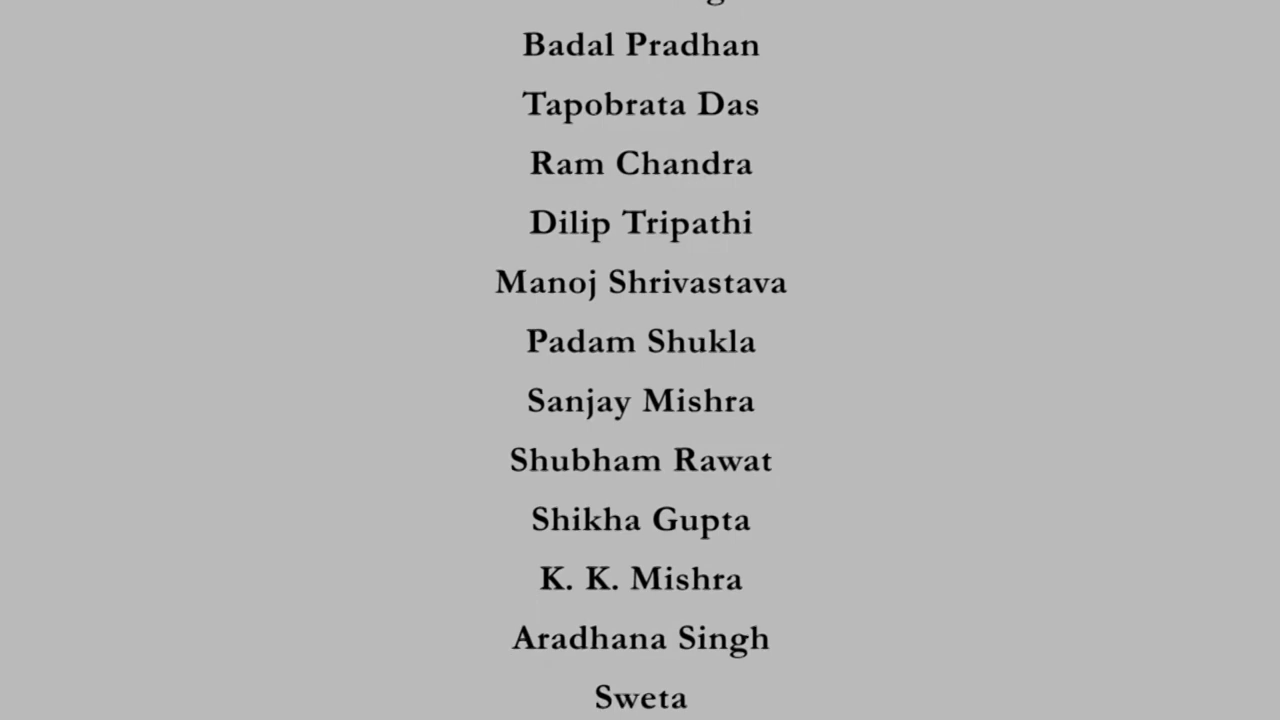 Badal Pradhan
Tapobrata Das
Ram Chandra
Dilip Tripathi
Manoj Shrivastava
Padam Shukla
Sanjay Mishra
Shubham Rawat
Shikha Gupta
K. K. Mishra
Aradhana Singh
Sweta